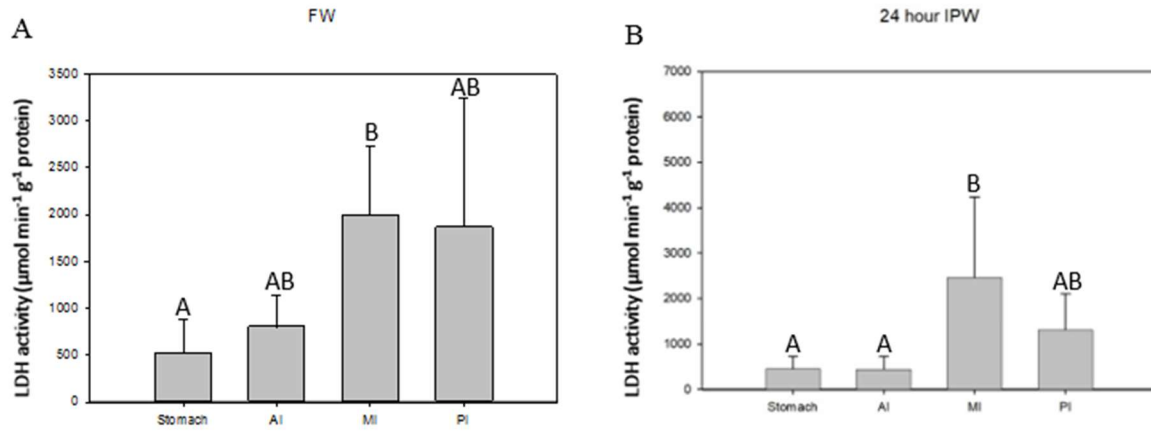 A
FW
LDH activity (µmol min⁻¹ g⁻¹ protein)
3500
3000
2500
2000
1500
1000
500
0
A
AB
B
AB
Stomach AI MI PI
B
24 hour IPW
LDH activity (µmol min⁻¹ g⁻¹ protein)
7000
6000
5000
4000
3000
2000
1000
0
A
A
B
AB
Stomach AI MI PI